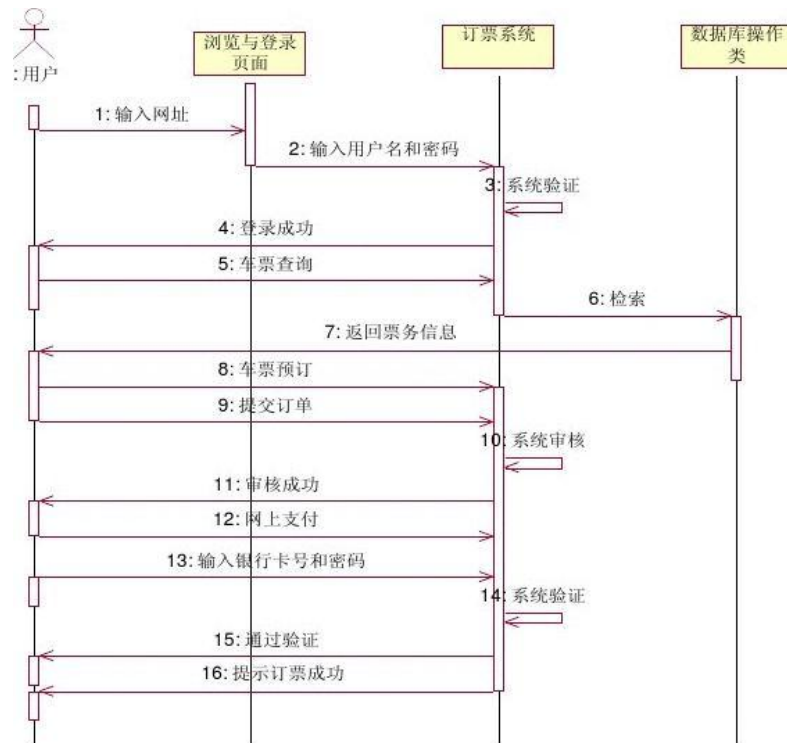 : 用户
浏览与登录
页面
订票系统
数据库操作
类
1: 输入网址
2: 输入用户名和密码
3: 系统验证
4: 登录成功
5: 车票查询
6: 检索
7: 返回票务信息
8: 车票预订
9: 提交订单
10: 系统审核
11: 审核成功
12: 网上支付
13: 输入银行卡号和密码
14: 系统验证
15: 通过验证
16: 提示订票成功